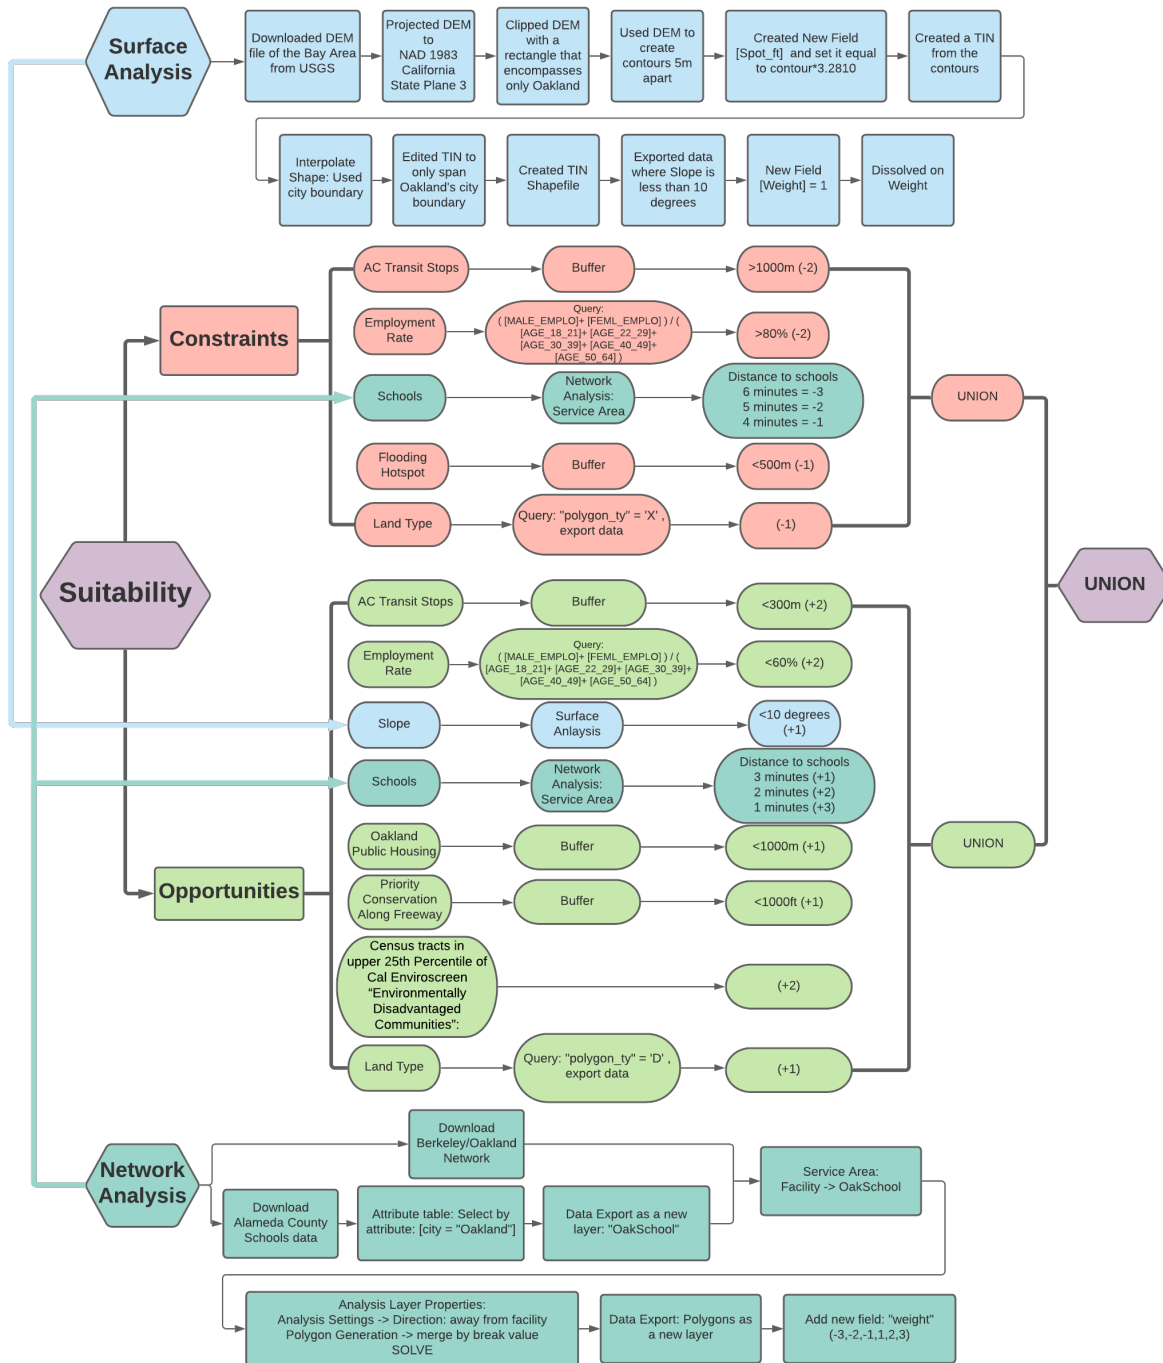 Surface
Analysis
Downloaded DEM
file of the Bay Area
from USGS
Projected DEM
to
NAD 1983
California
State Plane 3
Clipped DEM
with a
rectangle that
encompasses
only Oakland
Used DEM to
create
contours 5m
apart
Created New Field
[Spot_ft] and set it equal
to contour*3.2810
Created a TIN
from the
contours
Interpolate
Shape: Used
city boundary
Edited TIN to
only span
Oakland's city
boundary
Created TIN
Shapefile
Exported data
where Slope is
less than 10
degrees
New Field
[Weight] = 1
Dissolved on
Weight
Suitability
Constraints
AC Transit Stops
Buffer
>1000m (-2)
Employment
Rate
Query:
( [MALE_EMPLO]+ [FEML_EMPLO] ) / (
[AGE_18_21]+ [AGE_22_29]+
[AGE_30_39]+ [AGE_40_49]+
[AGE_50_64] )
>80% (-2)
Schools
Network
Analysis:
Service Area
Distance to schools
6 minutes = -3
5 minutes = -2
4 minutes = -1
Flooding
Hotspot
Buffer
<500m (-1)
Land Type
Query: "polygon_ty" = 'X' ,
export data
(-1)
UNION
UNION
Opportunities
AC Transit Stops
Buffer
<300m (+2)
Employment
Rate
Query:
( [MALE_EMPLO]+ [FEML_EMPLO] ) / (
[AGE_18_21]+ [AGE_22_29]+ [AGE_30_39]+
[AGE_40_49]+ [AGE_50_64] )
<60% (+2)
Slope
Surface
Anlaysis
<10 degrees
(+1)
Schools
Network
Analysis:
Service Area
Distance to schools
3 minutes (+1)
2 minutes (+2)
1 minutes (+3)
Oakland
Public Housing
Buffer
<1000m (+1)
Priority
Conservation
Along Freeway
Buffer
<1000ft (+1)
Census tracts in
upper 25th Percentile of
Cal Enviroscreen
“Environmentally
Disadvantaged
Communities”:
(+2)
Land Type
Query: "polygon_ty" = 'D' ,
export data
(+1)
UNION
Network
Analysis
Download
Berkeley/Oakland
Network
Download
Alameda County
Schools data
Attribute table: Select by
attribute: [city = "Oakland"]
Data Export as a new
layer: "OakSchool"
Service Area:
Facility -> OakSchool
Analysis Layer Properties:
Analysis Settings -> Direction: away from facility
Polygon Generation -> merge by break value
SOLVE
Data Export: Polygons as
a new layer
Add new field: "weight"
(-3,-2,-1,1,2,3)